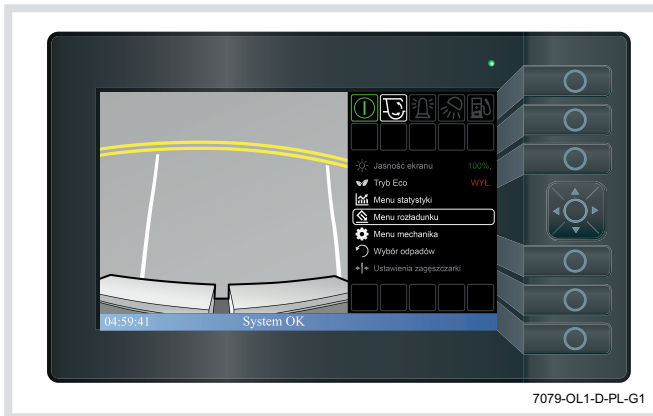 Jasność ekranu 100%.
Tryb Eco WYŁ.
Menu statystyki
Menu rozładunku
Menu mechanika
Wybór odpadów
Ustawienia zagęszczarki
04:59:41 System OK
7079-OL1-D-PL-G1